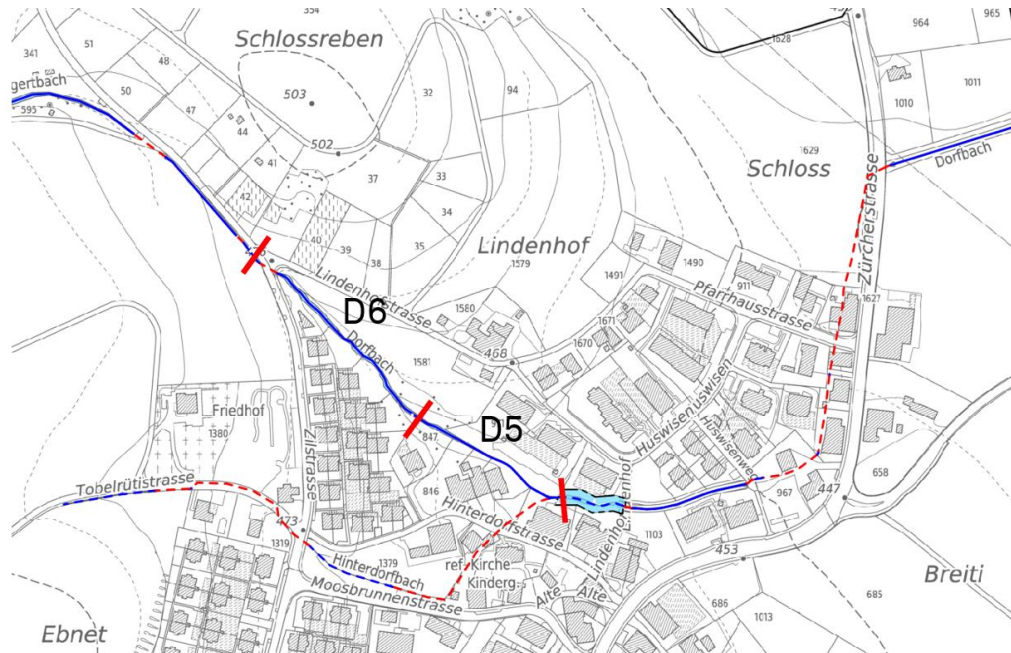 354
964
965
Schlossreben
1628
51
48
341
50
gertbach
595
47
503
32
94
1010
1011
44
502
41
1629
37
33
Schloss
Dorfbach
42
34
40
39
35
38
Lindenhof
1579
1491
1490
911
Zürcherstrasse
1627
Lindenhofstrasse
D6
1580
Pfarrhausstrasse
1671
1670
468
Dorfbach
1581
Friedhof
1380
Zilstrasse
D5
847
846
Huswisen
Huswisenweg
658
Tobelrütistrasse
Hinterdorfstrasse
Lindenhof
967
447
473
1319
1103
453
1379
Hinterdorfbach
ref. Kirche
Kinderg.
Moosbrunnenstrasse
Alte
Alte
Breiti
685
686
1013
Ebnet